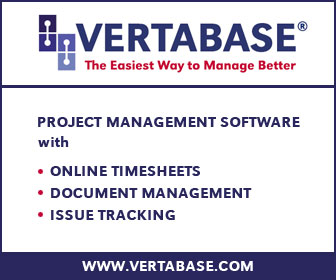 VERTABASE®
The Easiest Way to Manage Better
PROJECT MANAGEMENT SOFTWARE
with
• ONLINE TIMESHEETS
• DOCUMENT MANAGEMENT
• ISSUE TRACKING
WWW.VERTABASE.COM